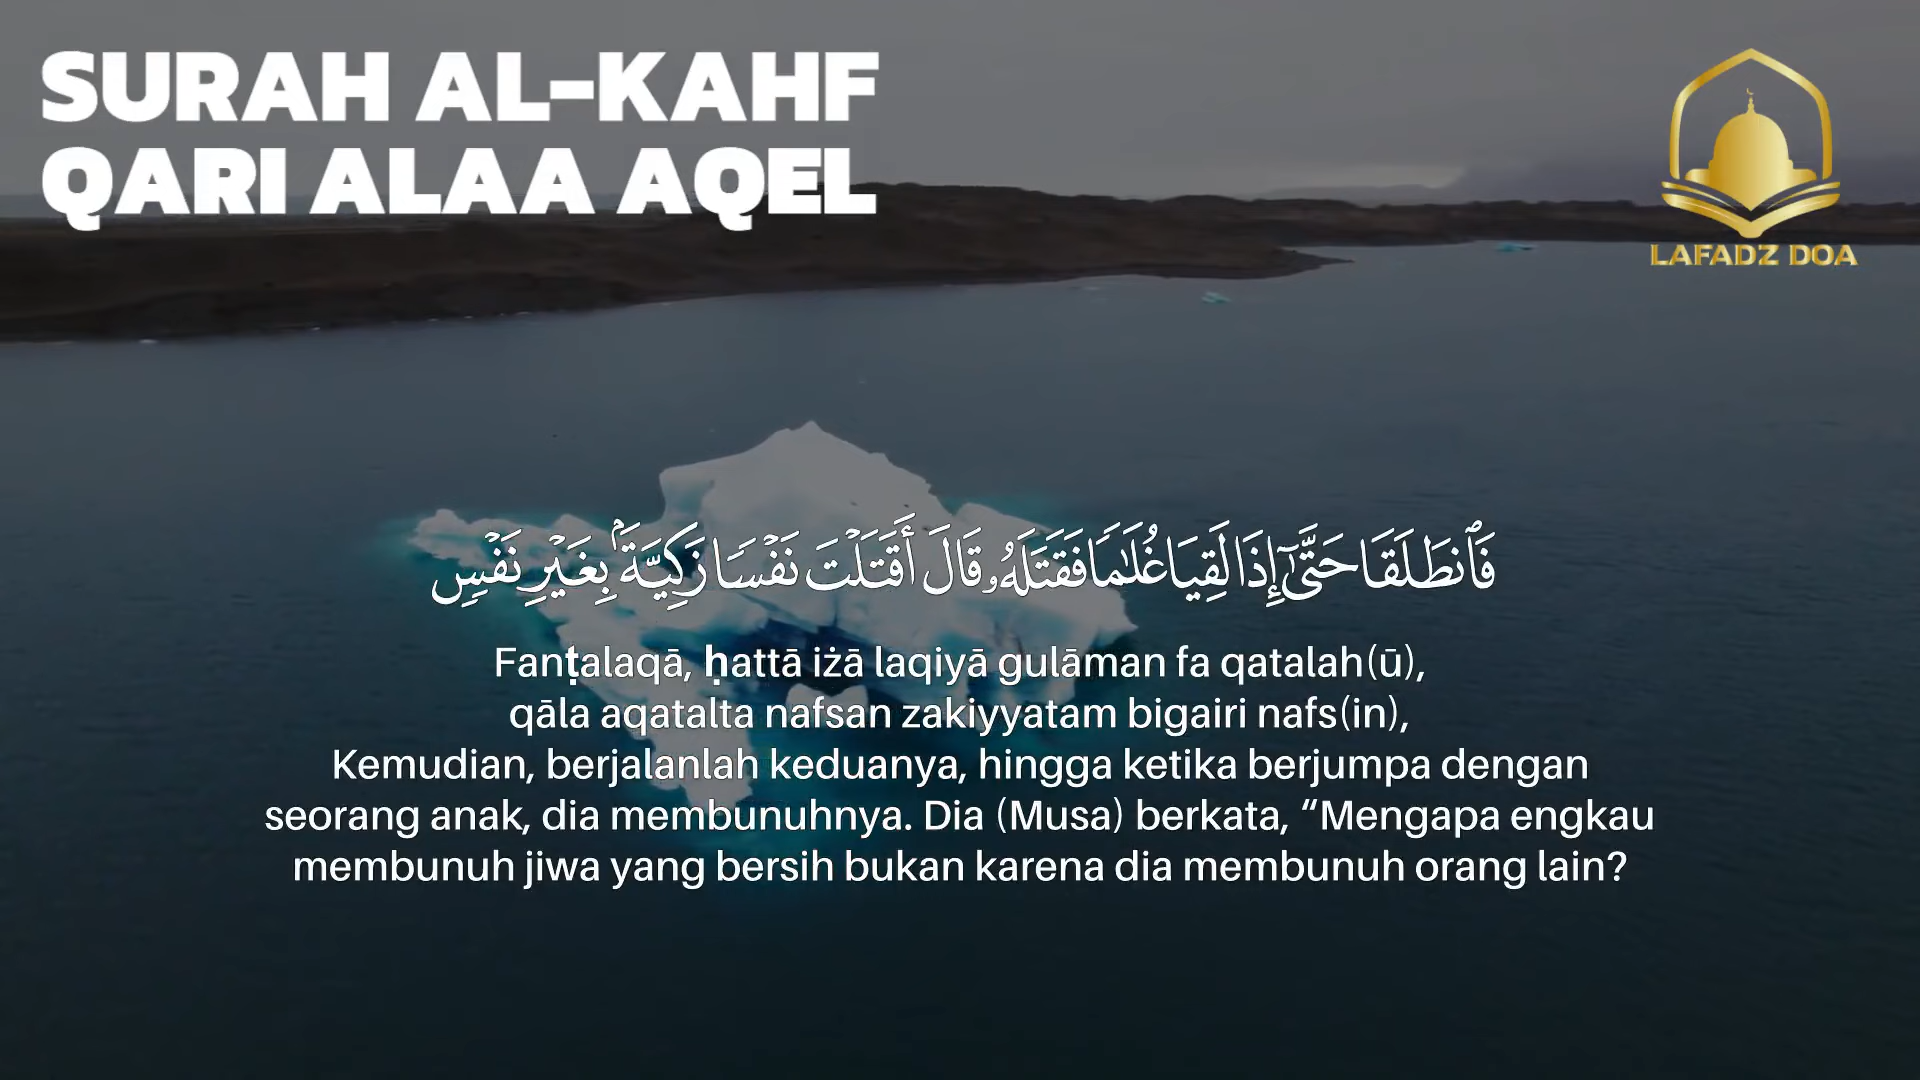 SURAH AL-KAHF
QARI ALAA AQEL
LAFADZ DOA
فَٱنطَلَقَا حَتَّىٰٓ إِذَا لَقِيَا غُلَٰمًا فَقَتَلَهُۥ قَالَ أَقَتَلْتَ نَفْسًا زَكِيَّةًۢ بِغَيْرِ نَفْسٍ
Fanṭalaqā, ḥattā iżā laqiyā gulāman fa qatalah(ū),
qāla aqatalta nafsan zakiyyatam bigairi nafs(in),
Kemudian, berjalanlah keduanya, hingga ketika berjumpa dengan
seorang anak, dia membunuhnya. Dia (Musa) berkata, “Mengapa engkau
membunuh jiwa yang bersih bukan karena dia membunuh orang lain?